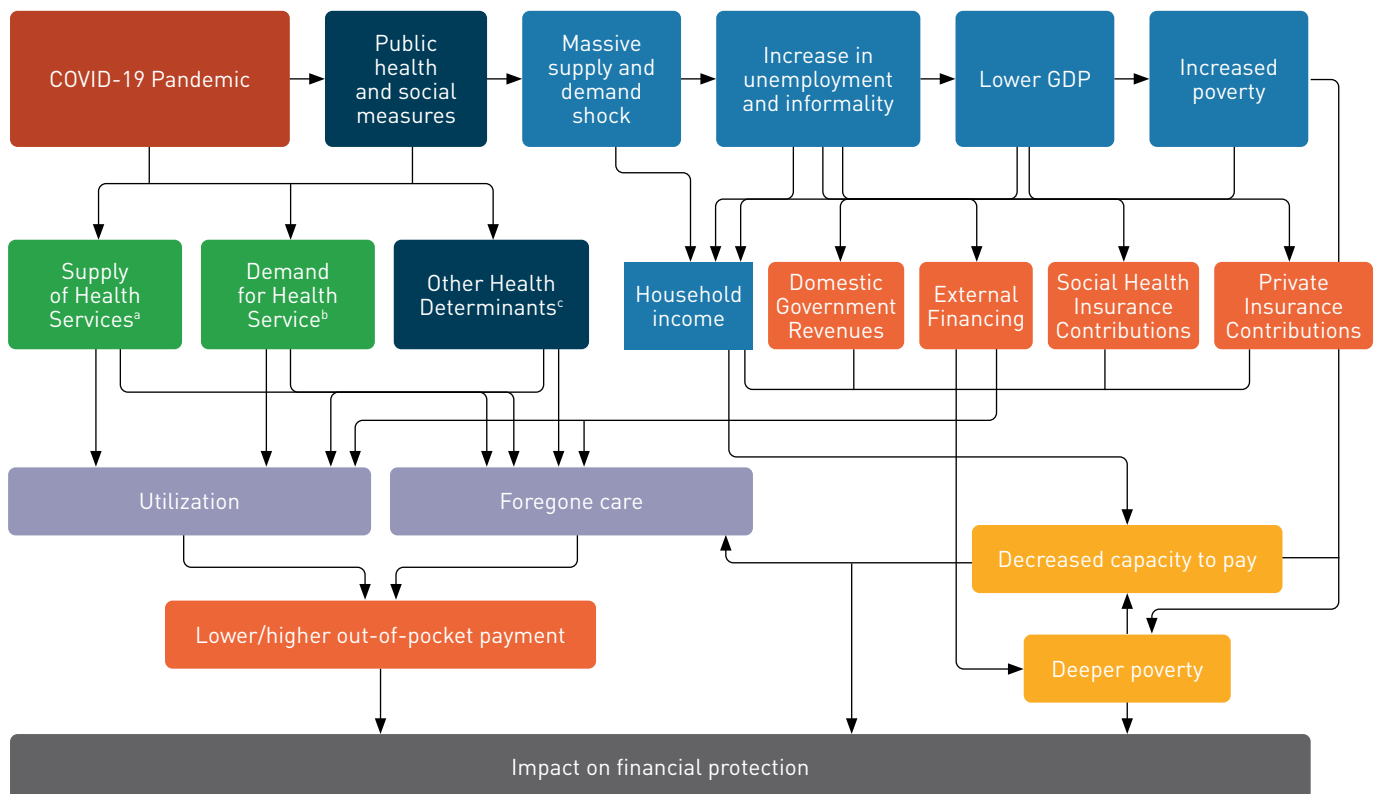 COVID-19 Pandemic
Public
health
and social
measures
Massive
supply and
demand
shock
Increase in
unemployment
and informality
Lower GDP
Increased
poverty
Supply
of Health
Servicesᵃ
Demand
for Health
Serviceᵇ
Other Health
Determinantsᶜ
Household
income
Domestic
Government
Revenues
External
Financing
Social Health
Insurance
Contributions
Private
Insurance
Contributions
Utilization
Foregone care
Decreased capacity to pay
Lower/higher out-of-pocket payment
Deeper poverty
Impact on financial protection